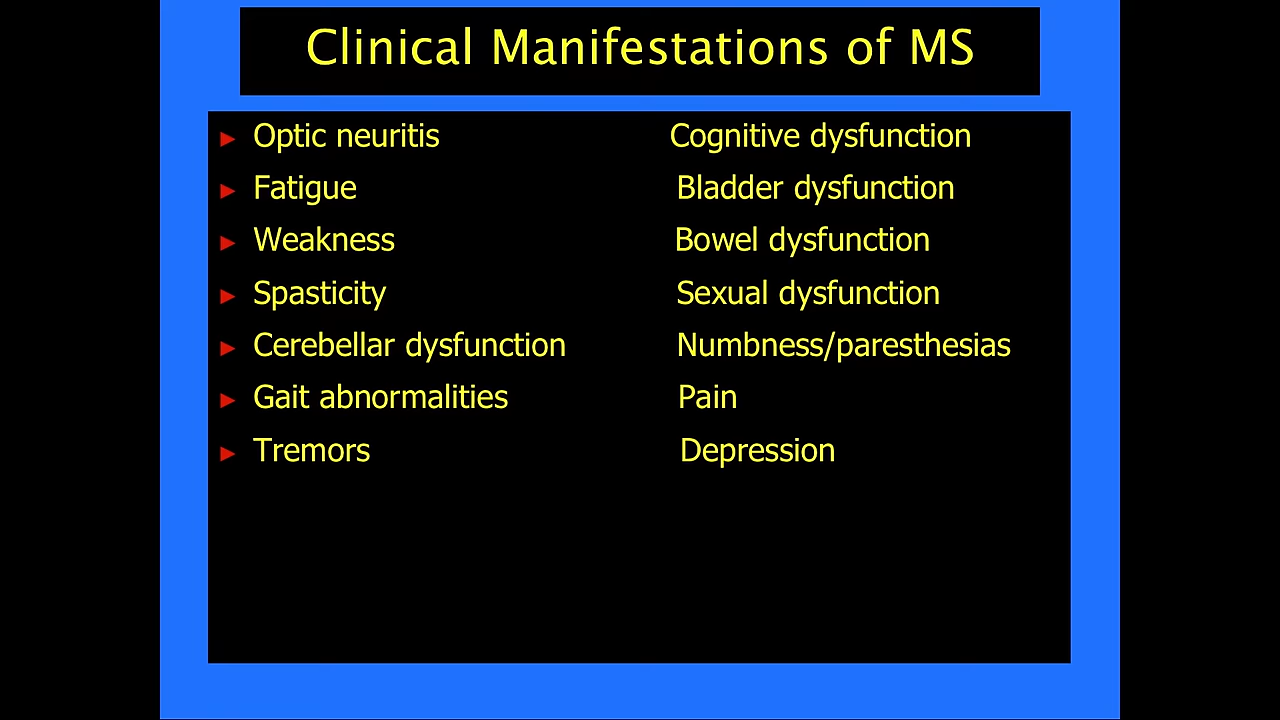 Clinical Manifestations of MS
► Optic neuritis Cognitive dysfunction
► Fatigue Bladder dysfunction
► Weakness Bowel dysfunction
► Spasticity Sexual dysfunction
► Cerebellar dysfunction Numbness/paresthesias
► Gait abnormalities Pain
► Tremors Depression